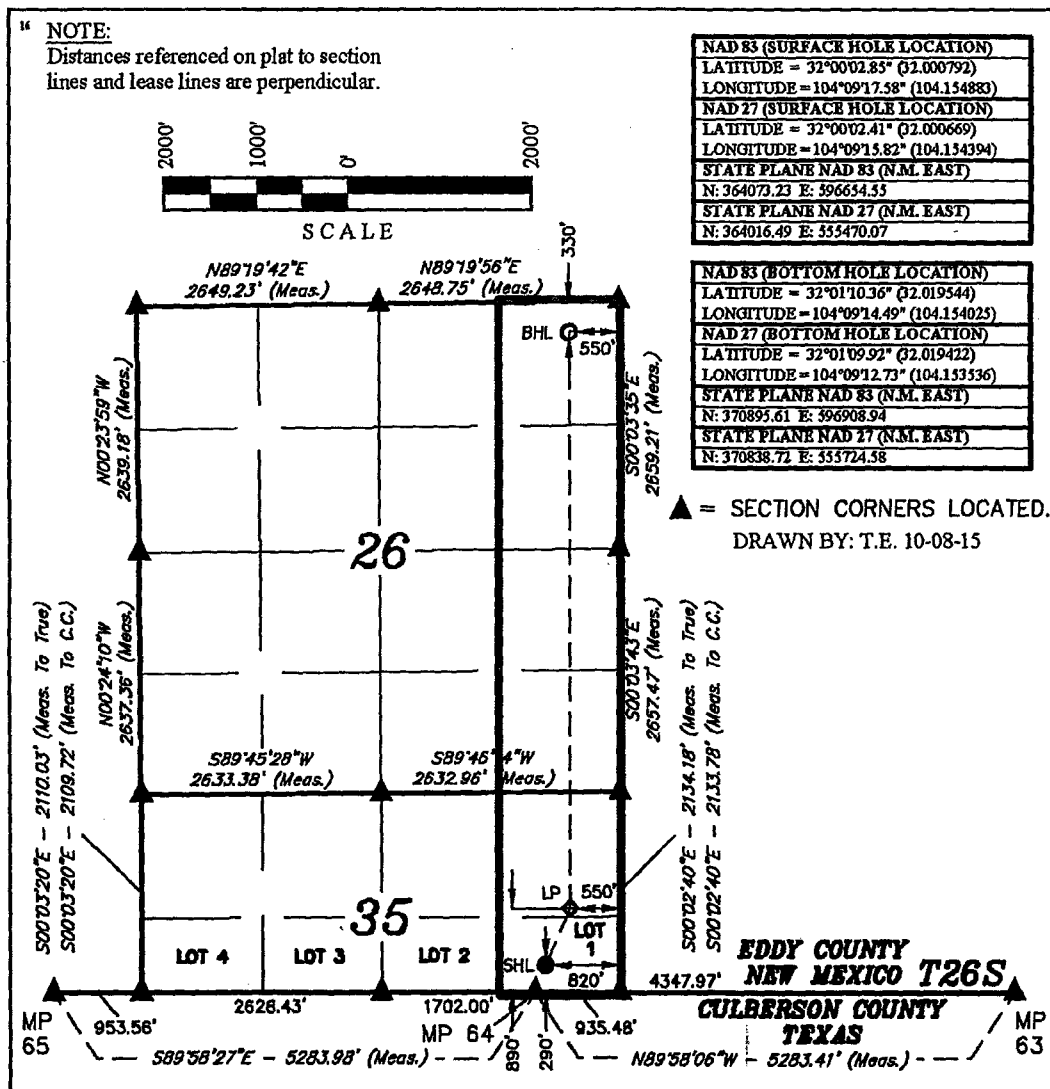 16 NOTE:
Distances referenced on plat to section
lines and lease lines are perpendicular.
2000'
1000'
0'
2000'
SCALE
NAD 83 (SURFACE HOLE LOCATION)
LATITUDE = 32°00'02.85" (32.000792)
LONGITUDE = 104°09'17.58" (104.154883)
NAD 27 (SURFACE HOLE LOCATION)
LATITUDE = 32°00'02.41" (32.000669)
LONGITUDE = 104°09'15.82" (104.154394)
STATE PLANE NAD 83 (N.M. EAST)
N: 364073.23 E: 596654.55
STATE PLANE NAD 27 (N.M. EAST)
N: 364016.49 E: 555470.07
NAD 83 (BOTTOM HOLE LOCATION)
LATITUDE = 32°01'10.36" (32.019544)
LONGITUDE = 104°09'14.49" (104.154025)
NAD 27 (BOTTOM HOLE LOCATION)
LATITUDE = 32°01'09.92" (32.019422)
LONGITUDE = 104°09'12.73" (104.153536)
STATE PLANE NAD 83 (N.M. EAST)
N: 370895.61 E: 596908.94
STATE PLANE NAD 27 (N.M. EAST)
N: 370838.72 E: 555724.58
▲ = SECTION CORNERS LOCATED.
DRAWN BY: T.E. 10-08-15
N89°19'42"E
2649.23' (Meas.)
N89°19'56"E
2648.75' (Meas.)
330'
BHL
550'
N00°23'59"W
2639.18' (Meas.)
S00°03'35"E
2659.21' (Meas.)
26
N00°24'10"W
2637.36' (Meas.)
S00°03'43"E
2657.47' (Meas.)
S89°45'28"W
2633.38' (Meas.)
2632.96' (Meas.)
S00°03'20"E - 2110.03' (Meas. To True)
S00°03'20"E - 2109.72' (Meas. To C.C.)
S00°02'40"E - 2134.18' (Meas. To True)
S00°02'40"E - 2133.78' (Meas. To C.C.)
LP
550'
35
LOT 4
LOT 3
LOT 2
LOT
1
SHL
820'
EDDY COUNTY
NEW MEXICO T26S
CULBERSON COUNTY
TEXAS
MP
65
953.56'
2628.43'
1702.00'
MP 64
935.48'
4347.97'
MP
63
890'
290'
S89°58'27"E - 5283.98' (Meas.)
N89°58'06"W - 5283.41' (Meas.)